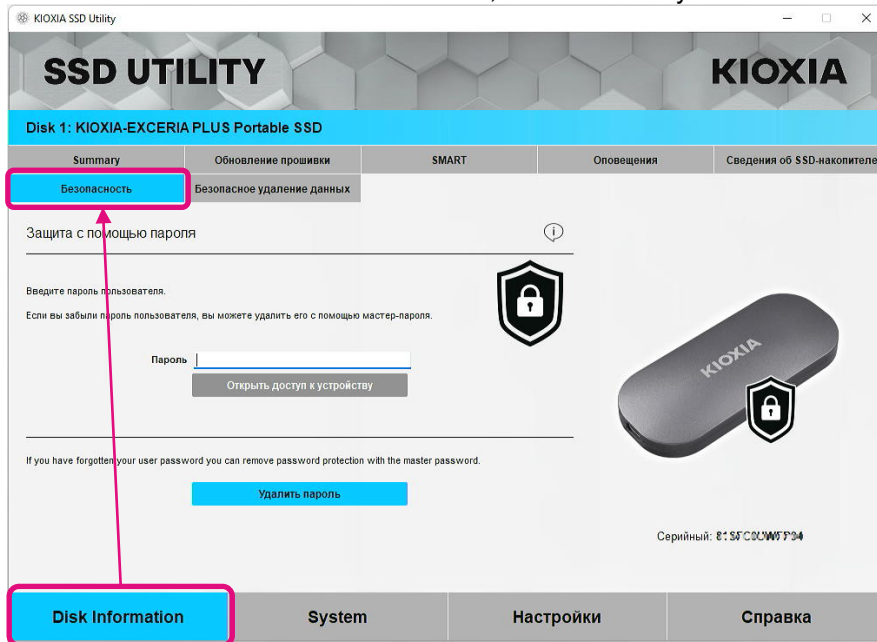 KIOXIA SSD Utility
SSD UTILITY
KIOXIA
Disk 1: KIOXIA-EXCERIA PLUS Portable SSD
Summary
Обновление прошивки
SMART
Оповещения
Сведения об SSD-накопителе
Безопасность
Безопасное удаление данных
Защита с помощью пароля
Введите пароль пользователя.
Если вы забыли пароль пользователя, вы можете удалить его с помощью мастер-пароля.
Пароль
Открыть доступ к устройству
KIOXIA
If you have forgotten your user password you can remove password protection with the master password.
Удалить пароль
Серийный:
Disk Information
System
Настройки
Справка